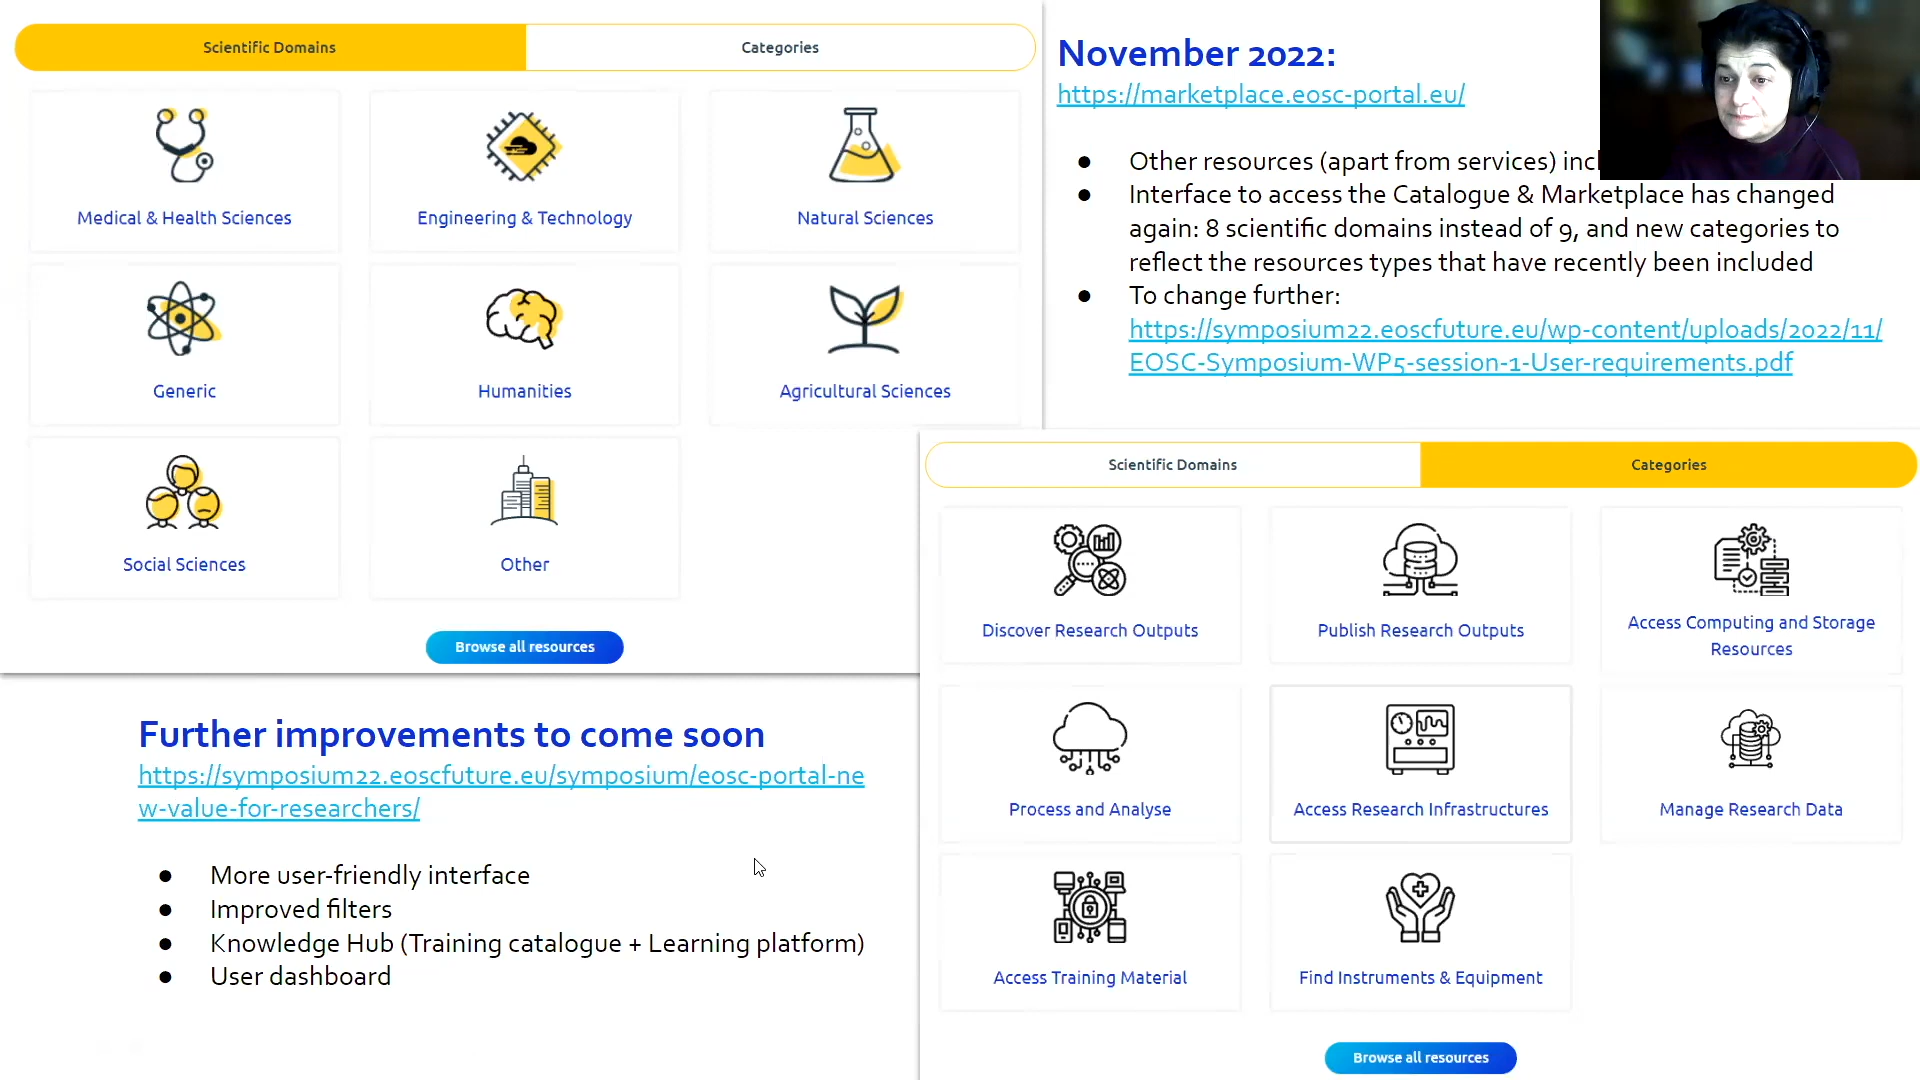 Scientific Domains
Categories
Medical & Health Sciences
Engineering & Technology
Natural Sciences
Generic
Humanities
Agricultural Sciences
Social Sciences
Other
Browse all resources
November 2022:
https://marketplace.eosc-portal.eu/
● Other resources (apart from services)
● Interface to access the Catalogue & Marketplace has changed
again: 8 scientific domains instead of 9, and new categories to
reflect the resources types that have recently been included
● To change further:
https://symposium22.eoscfuture.eu/wp-content/uploads/2022/11/
EOSC-Symposium-WP5-session-1-User-requirements.pdf
Further improvements to come soon
https://symposium22.eoscfuture.eu/symposium/eosc-portal-ne
w-value-for-researchers/
● More user-friendly interface
● Improved filters
● Knowledge Hub (Training catalogue + Learning platform)
● User dashboard
Scientific Domains
Categories
Discover Research Outputs
Publish Research Outputs
Access Computing and Storage
Resources
Process and Analyse
Access Research Infrastructures
Manage Research Data
Access Training Material
Find Instruments & Equipment
Browse all resources